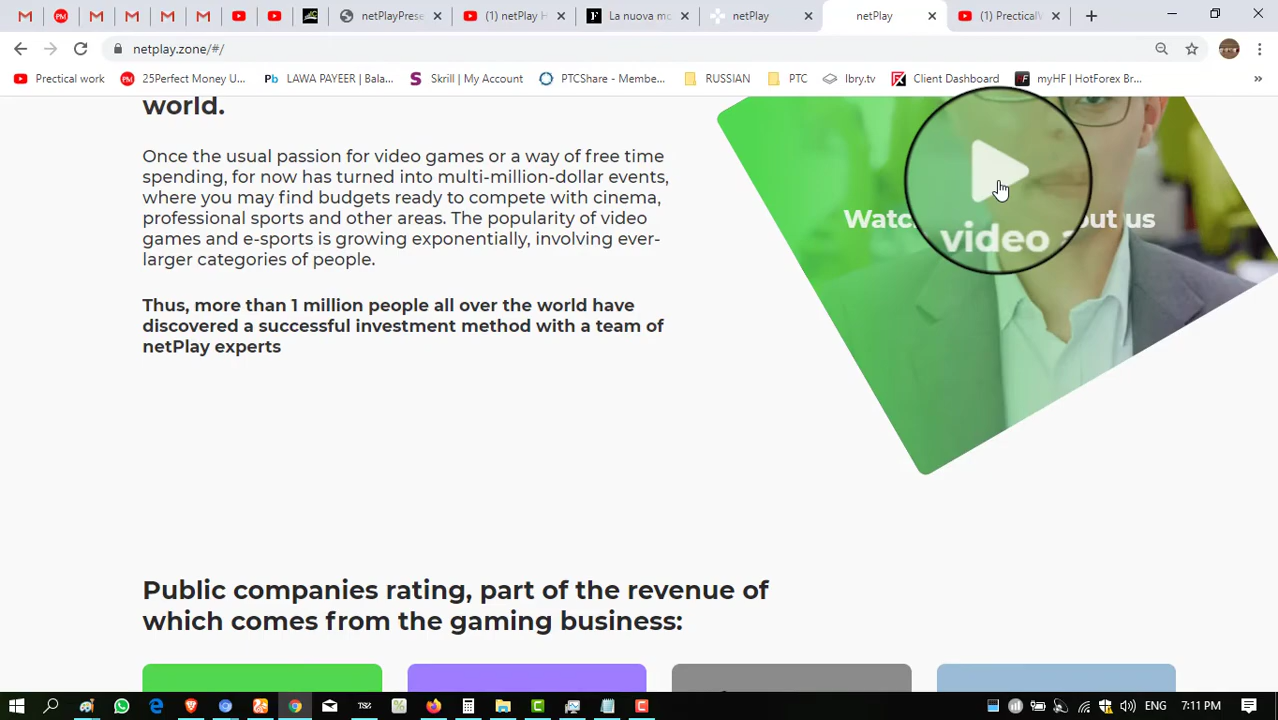 netPlayPrese
(1) netPlay H
La nuova mo
netPlay
netPlay
(1) PrecticalV
netplay.zone/#/
Prectical work
25Perfect Money U...
LAWA PAYEER | Bala...
Skrill | My Account
PTCShare - Membe...
RUSSIAN
PTC
lbry.tv
Client Dashboard
myHF | HotForex Br...
world.
Once the usual passion for video games or a way of free time
spending, for now has turned into multi-million-dollar events,
where you may find budgets ready to compete with cinema,
professional sports and other areas. The popularity of video
games and e-sports is growing exponentially, involving ever-
larger categories of people.
Thus, more than 1 million people all over the world have
discovered a successful investment method with a team of
netPlay experts
video
out us
Public companies rating, part of the revenue of
which comes from the gaming business:
ENG
7:11 PM